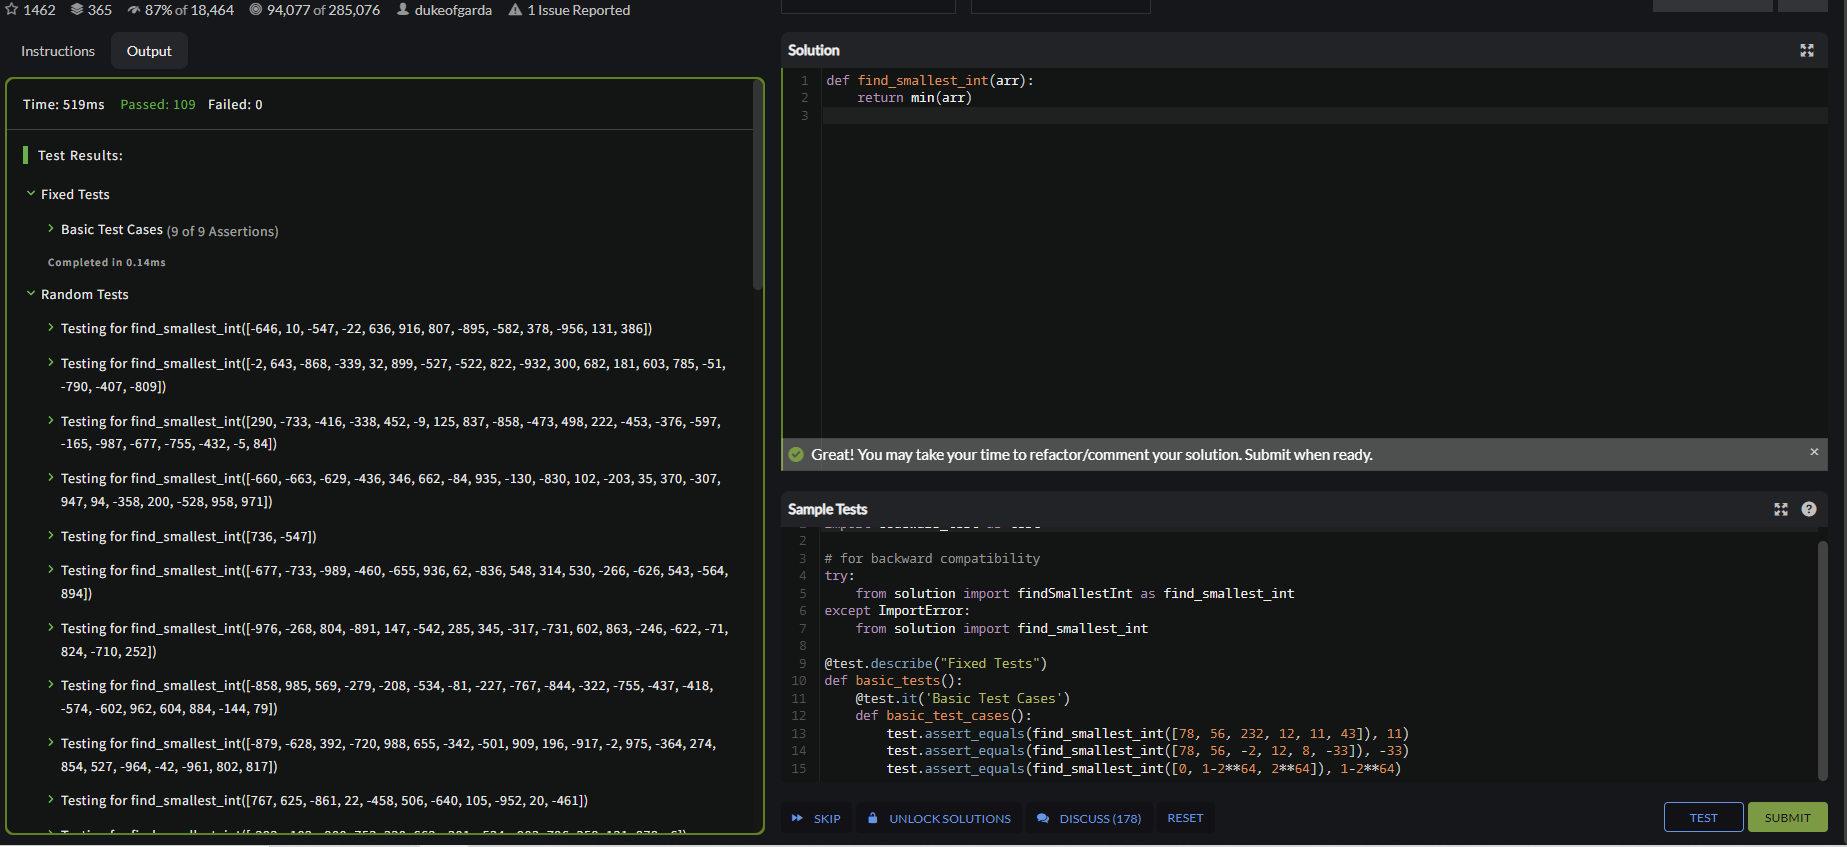 1462 365 87% of 18,464 94,077 of 285,076 dukeofgarda 1 Issue Reported
Instructions Output
Time: 519ms Passed: 109 Failed: 0
Test Results:
Fixed Tests
Basic Test Cases (9 of 9 Assertions)
Completed in 0.14ms
Random Tests
Testing for find_smallest_int([-646, 10, -547, -22, 636, 916, 807, -895, -582, 378, -956, 131, 386])
Testing for find_smallest_int([-2, 643, -868, -339, 32, 899, -527, -522, 822, -932, 300, 682, 181, 603, 785, -51,
-790, -407, -809])
Testing for find_smallest_int([290, -733, -416, -338, 452, -9, 125, 837, -858, -473, 498, 222, -453, -376, -597,
-165, -987, -677, -755, -432, -5, 84])
Testing for find_smallest_int([-660, -663, -629, -436, 346, 662, -84, 935, -130, -830, 102, -203, 35, 370, -307,
947, 94, -358, 200, -528, 958, 971])
Testing for find_smallest_int([736, -547])
Testing for find_smallest_int([-677, -733, -989, -460, -655, 936, 62, -836, 548, 314, 530, -266, -626, 543, -564,
894])
Testing for find_smallest_int([-976, -268, 804, -891, 147, -542, 285, 345, -317, -731, 602, 863, -246, -622, -71,
824, -710, 252])
Testing for find_smallest_int([-858, 985, 569, -279, -208, -534, -81, -227, -767, -844, -322, -755, -437, -418,
-574, -602, 962, 604, 884, -144, 79])
Testing for find_smallest_int([-879, -628, 392, -720, 988, 655, -342, -501, 909, 196, -917, -2, 975, -364, 274,
854, 527, -964, -42, -961, 802, 817])
Testing for find_smallest_int([767, 625, -861, 22, -458, 506, -640, 105, -952, 20, -461])
Solution
1 def find_smallest_int(arr):
2     return min(arr)
3
Great! You may take your time to refactor/comment your solution. Submit when ready. ×
Sample Tests ?
2
3 # for backward compatibility
4 try:
5     from solution import findSmallestInt as find_smallest_int
6 except ImportError:
7     from solution import find_smallest_int
8
9 @test.describe("Fixed Tests")
10 def basic_tests():
11     @test.it('Basic Test Cases')
12     def basic_test_cases():
13         test.assert_equals(find_smallest_int([78, 56, 232, 12, 11, 43]), 11)
14         test.assert_equals(find_smallest_int([78, 56, -2, 12, 8, -33]), -33)
15         test.assert_equals(find_smallest_int([0, 1-2**64, 2**64]), 1-2**64)
SKIP UNLOCK SOLUTIONS DISCUSS (178) RESET TEST SUBMIT